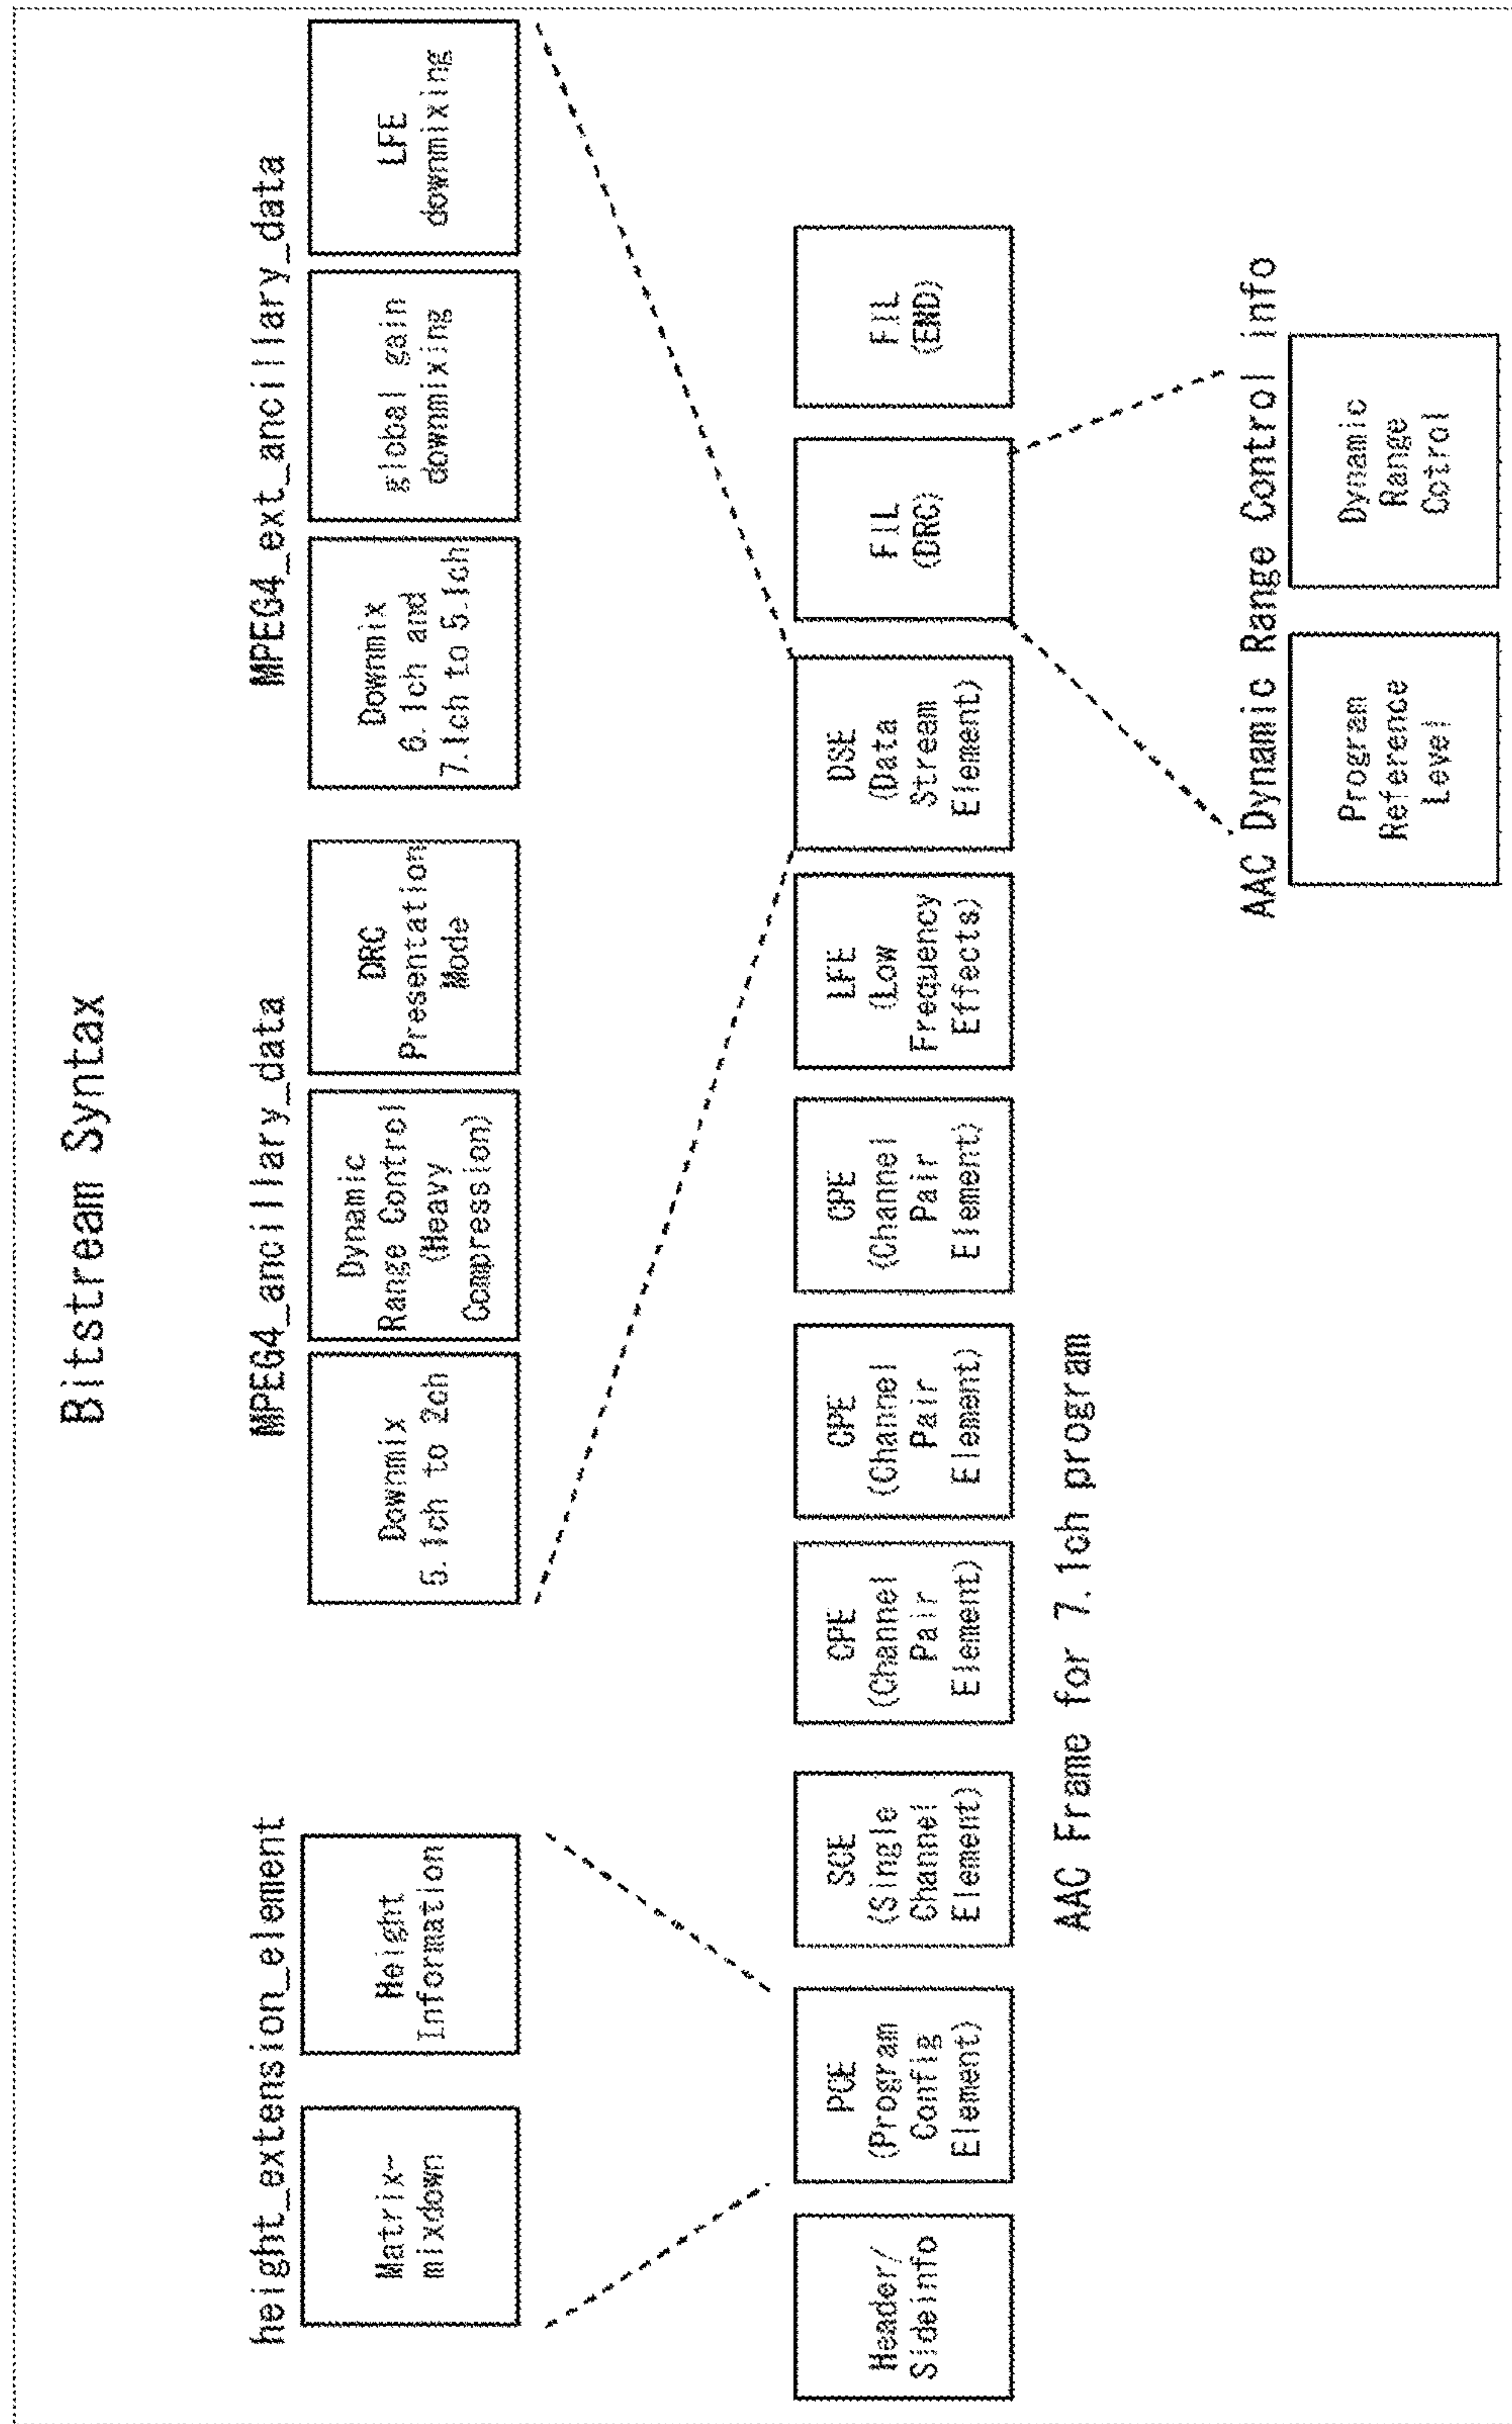 Bitstream Syntax
height_extension_element
Matrix-
mixdown
Height
Information
MPEG4_ancillary_data
Downmix
5.1ch to 2ch
Dynamic
Range Control
(Heavy
Compression)
DRC
Presentation
Mode
MPEG4_ext_ancillary_data
Downmix
6.1ch and
7.1ch to 5.1ch
global gain
downmixing
LFE
downmixing
Header/
Sideinfo
PCE
(Program
Config
Element)
SCE
(Single
Channel
Element)
CPE
(Channel
Pair
Element)
CPE
(Channel
Pair
Element)
CPE
(Channel
Pair
Element)
LFE
(Low
Frequency
Effects)
DSE
(Data
Stream
Element)
FIL
(DRC)
FIL
(END)
AAC Frame for 7.1ch program
AAC Dynamic Range Control info
Program
Reference
Level
Dynamic
Range
Cotrol